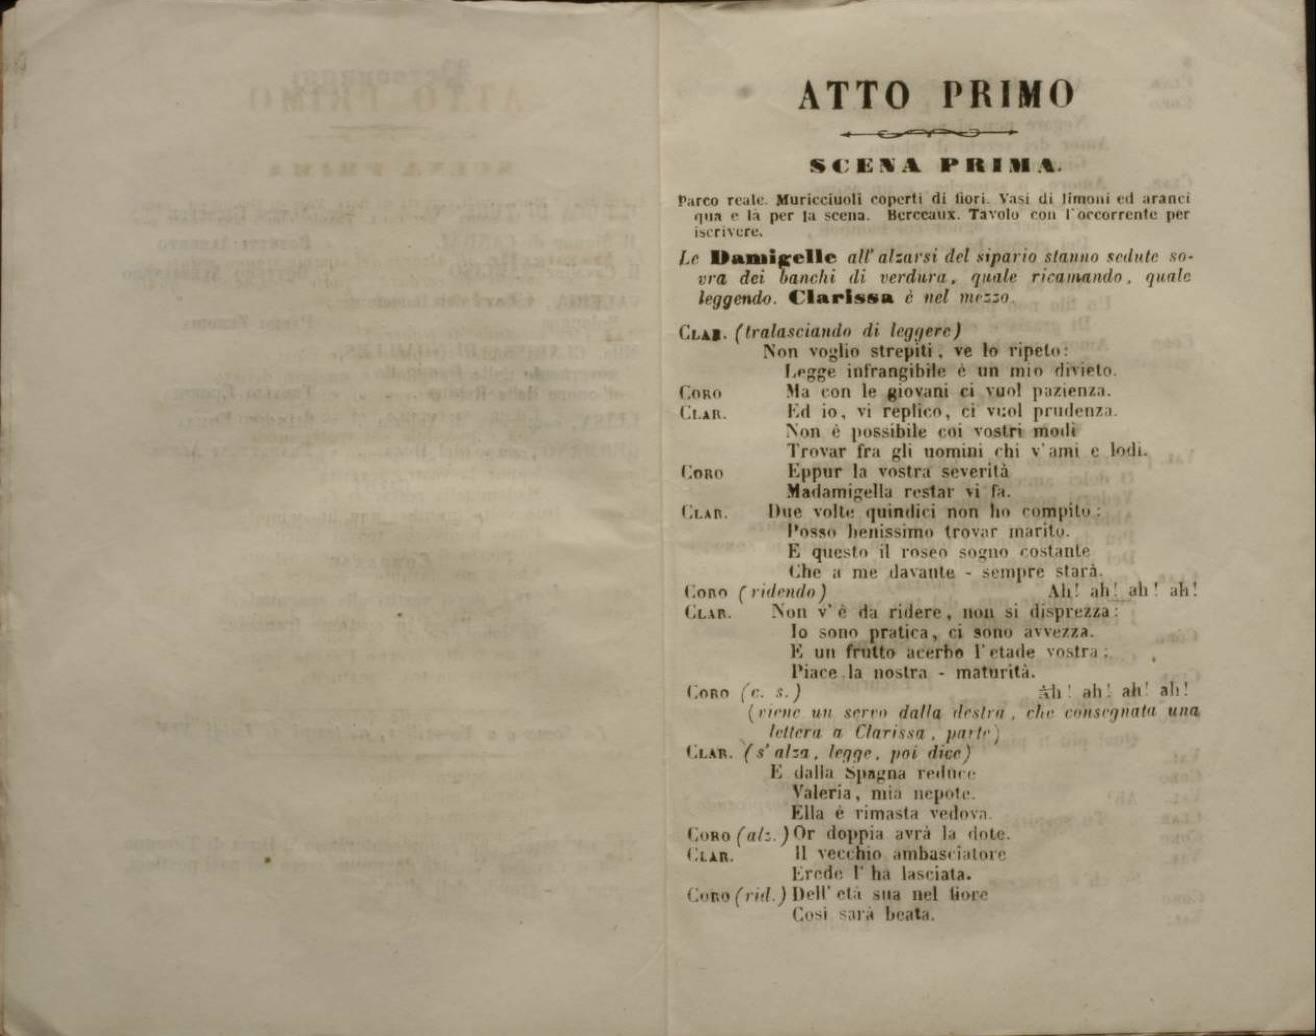 ATTO PRIMO
SCENA PRIMA.
Parco reale. Muricciuoli coperti di fiori. Vasi di limoni ed aranci
qua e là per la scena. Berceaux. Tavolo con l'occorrente per
iscrivere.
Le Damigelle all'alzarsi del sipario stanno sedute so-
vra dei banchi di verdura, quale ricamando, quale
leggendo. Clarissa è nel mezzo.
CLAR. (tralasciando di leggere)
Non voglio strepiti, ve lo ripeto:
Legge infrangibile è un mio divieto.
CORO Ma con le giovani ci vuol pazienza.
CLAR. Ed io, vi replico, ci vuol prudenza.
Non è possibile coi vostri modi
Trovar fra gli uomini chi v'ami e lodi.
CORO Eppur la vostra severità
Madamigella restar vi fa.
CLAR. Due volte quindici non ho compito:
Posso benissimo trovar marito.
E questo il roseo sogno costante
Che a me davante - sempre starà.
CORO (ridendo) Ah! ah! ah! ah!
CLAR. Non v'è da ridere, non si disprezza:
Io sono pratica, ci sono avvezza.
E un frutto acerbo l'etade vostra;
Piace la nostra - maturità.
CORO (c. s.) Ah! ah! ah! ah!
(viene un servo dalla destra, che consegnata una
lettera a Clarissa, parte)
CLAR. (s'alza, legge, poi dice)
E dalla Spagna reduce
Valeria, mia nepote.
Ella è rimasta vedova.
CORO (alz.) Or doppia avrà la dote.
CLAR. Il vecchio ambasciatore
Erede l'ha lasciata.
CORO (rid.) Dell'età sua nel fiore
Così sarà beata.